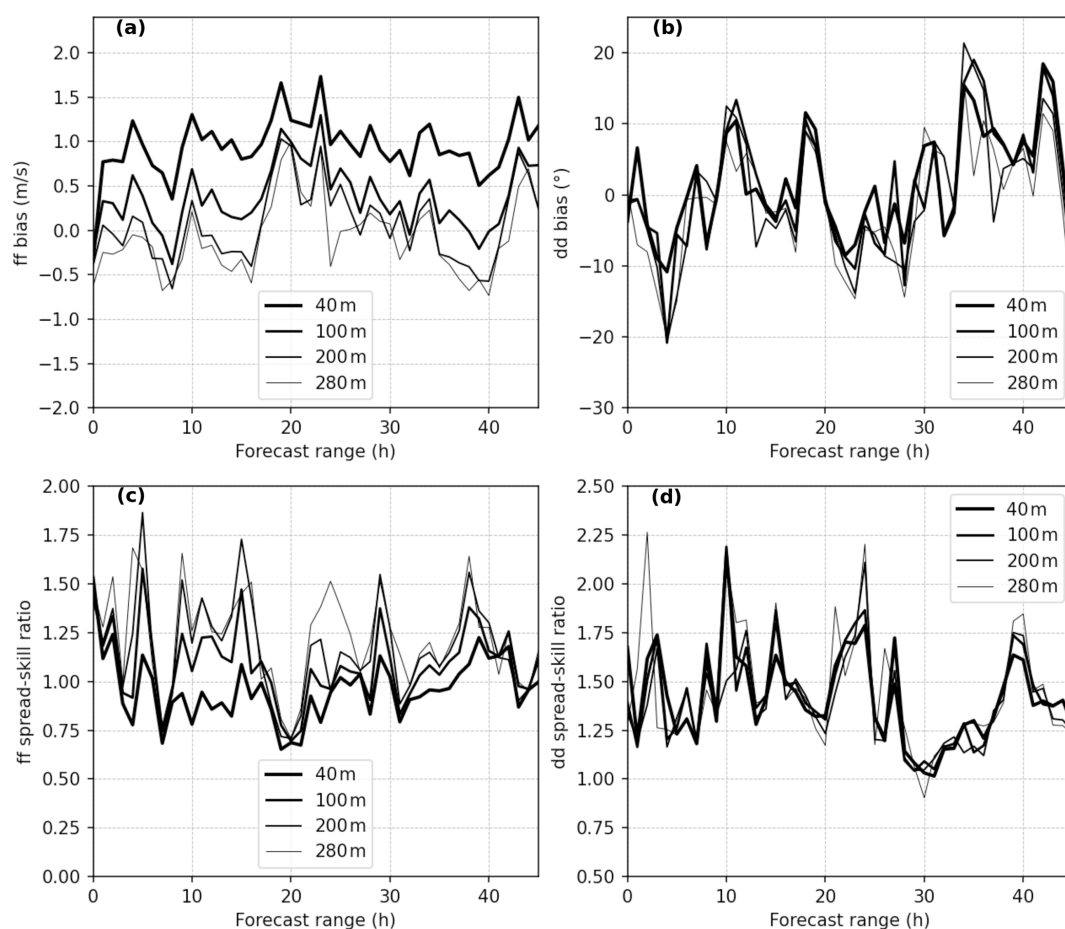 (a)
2.0
1.5
1.0
0.5
0.0
−0.5
−1.0
−1.5
−2.0
ff bias (m/s)
40 m
100 m
200 m
280 m
0 10 20 30 40
Forecast range (h)
(b)
20
10
0
−10
−20
−30
dd bias (°)
40 m
100 m
200 m
280 m
0 10 20 30 40
Forecast range (h)
(c)
2.00
1.75
1.50
1.25
1.00
0.75
0.50
0.25
0.00
ff spread-skill ratio
40 m
100 m
200 m
280 m
0 10 20 30 40
Forecast range (h)
(d)
2.50
2.25
2.00
1.75
1.50
1.25
1.00
0.75
0.50
dd spread-skill ratio
40 m
100 m
200 m
280 m
0 10 20 30 40
Forecast range (h)